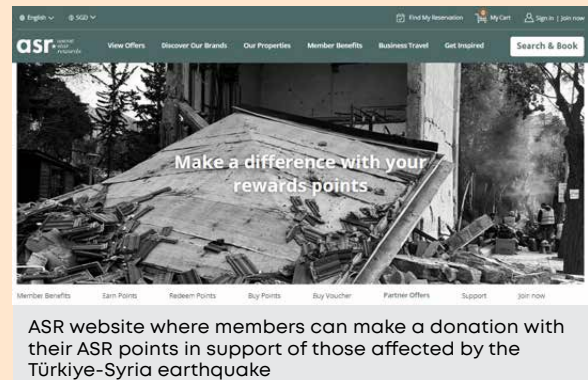 English
SGD
Find My Reservation
My Cart
Sign in | Join now
asr ascott star rewards
View Offers
Discover Our Brands
Our Properties
Member Benefits
Business Travel
Get Inspired
Search & Book
Make a difference with your
rewards points
Member Benefits
Earn Points
Redeem Points
Buy Points
Buy Voucher
Partner Offers
Support
Join now
ASR website where members can make a donation with
their ASR points in support of those affected by the
Türkiye-Syria earthquake